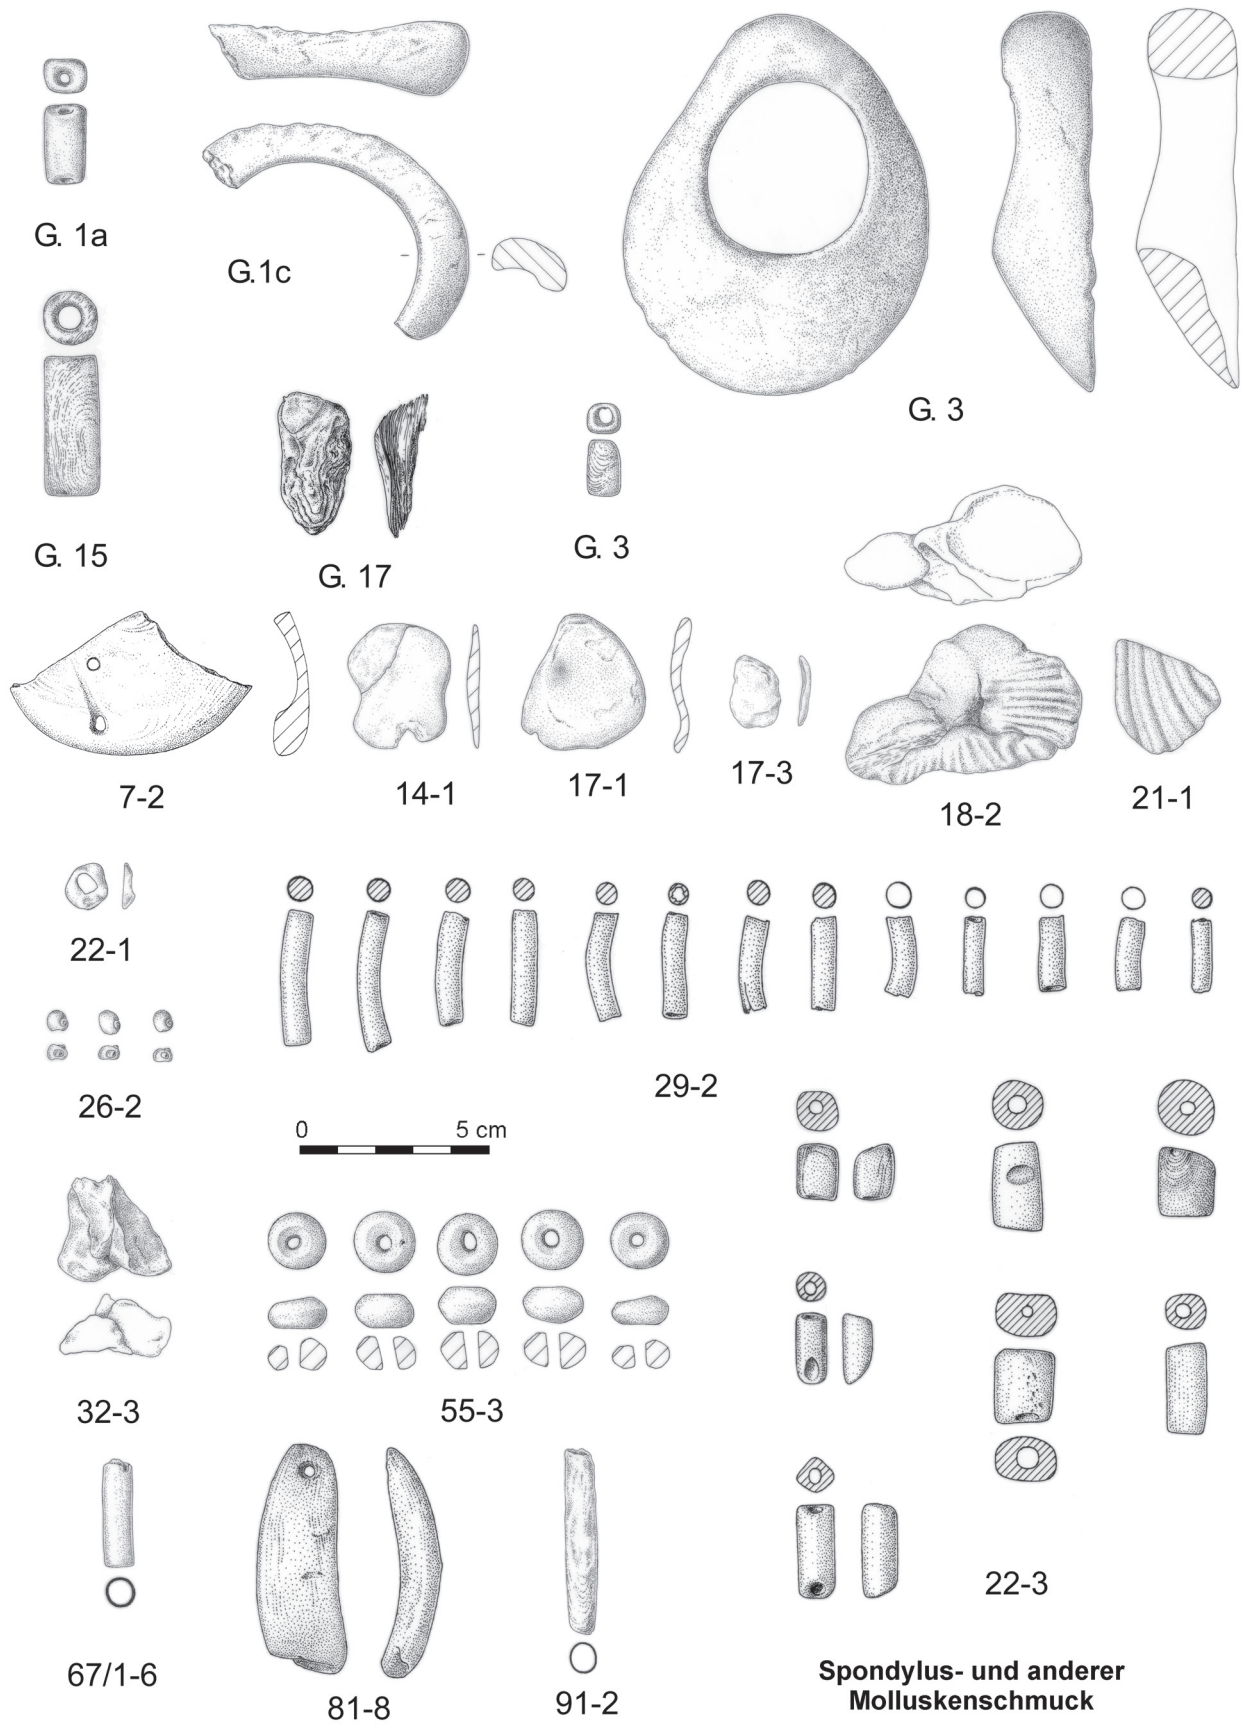 G. 1a
G.1c
G. 3
G. 15
G. 17
G. 3
7-2
14-1
17-1
17-3
18-2
21-1
22-1
26-2
29-2
0 5 cm
32-3
55-3
22-3
67/1-6
81-8
91-2
Spondylus- und anderer
Molluskenschmuck